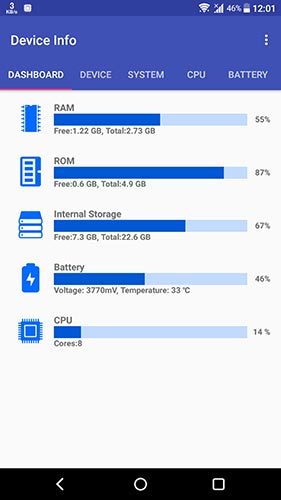 3
KB/s
46%
12:01
Device Info
DASHBOARD DEVICE SYSTEM CPU BATTERY
RAM
55%
Free:1.22 GB, Total:2.73 GB
ROM
87%
Free:0.6 GB, Total:4.9 GB
Internal Storage
67%
Free:7.3 GB, Total:22.6 GB
Battery
46%
Voltage: 3770mV, Temperature: 33 °C
CPU
14 %
Cores:8